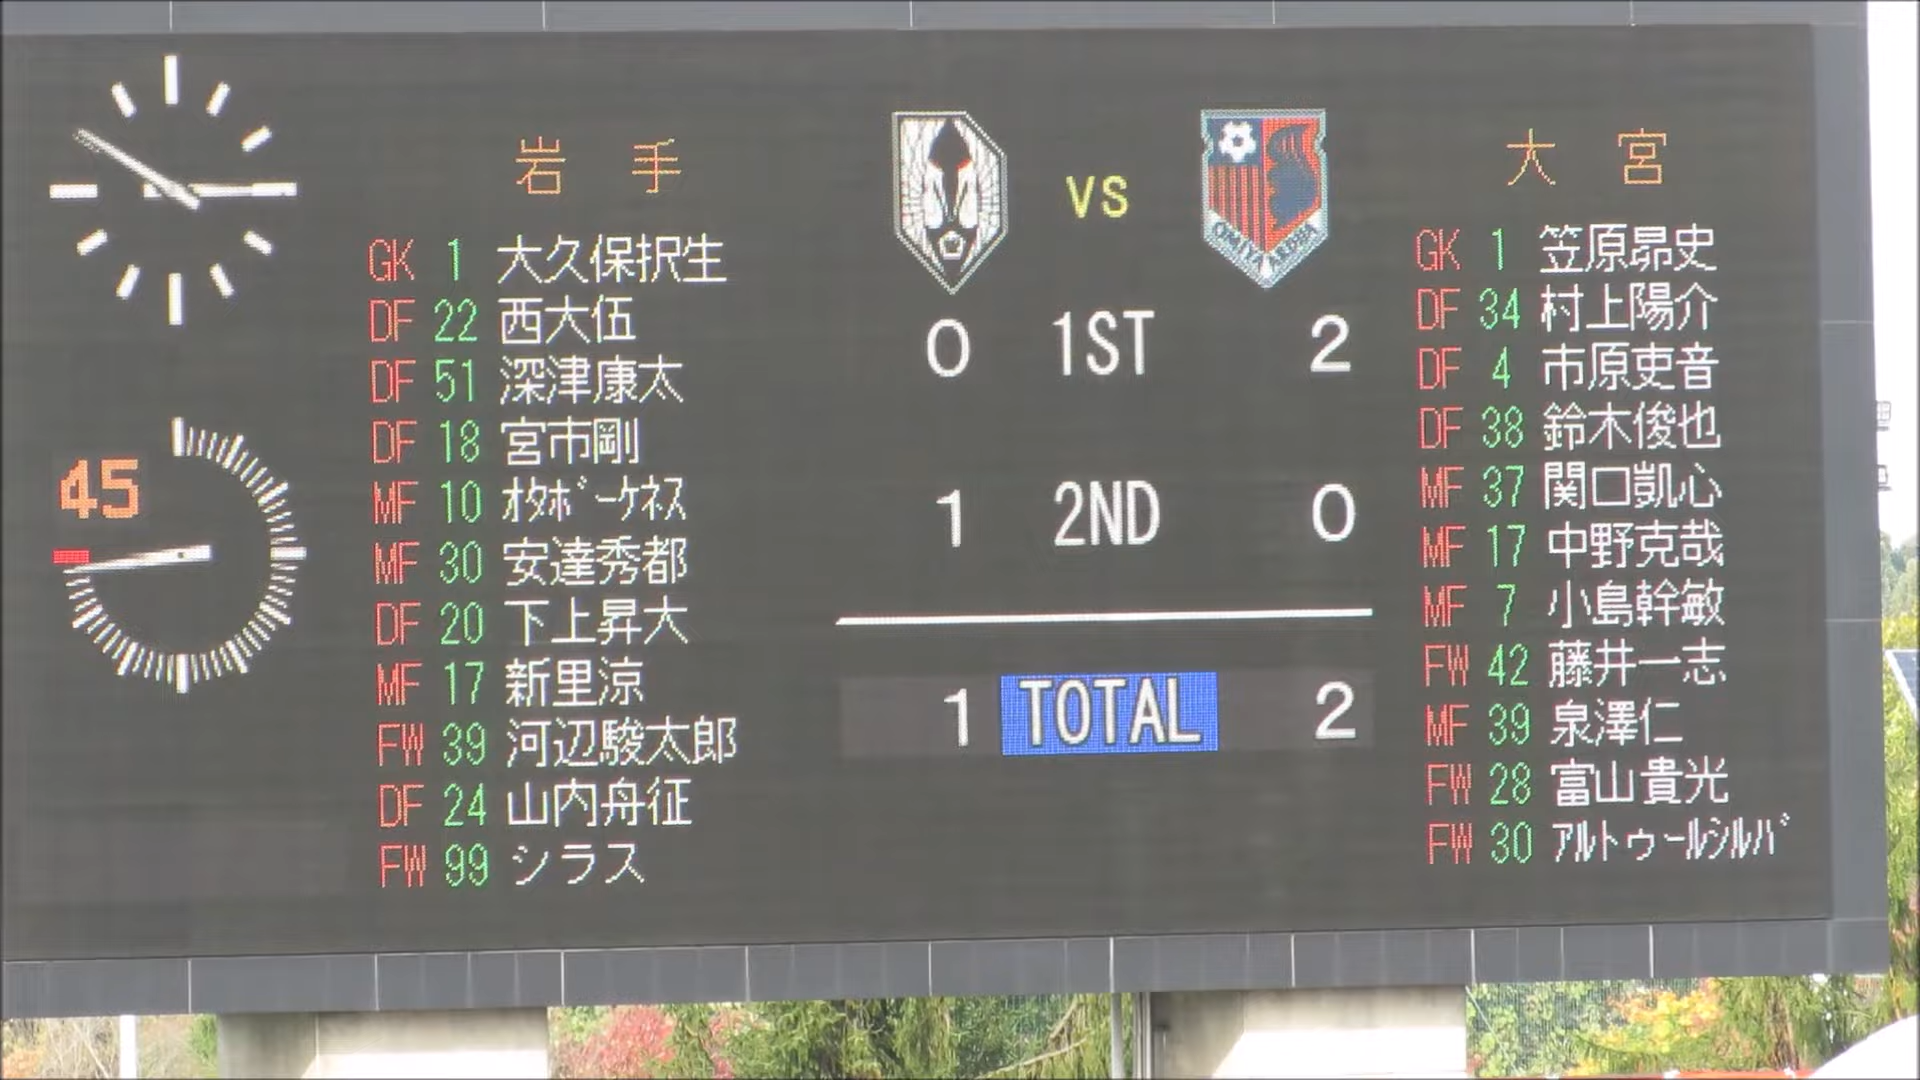 岩手 VS 大宮
45
GK 1 大久保択生
DF 22 西大伍
DF 51 深津康太
DF 18 宮市剛
MF 10 ｵﾀﾎﾞｰｹﾈｽ
MF 30 安達秀都
DF 20 下上昇大
MF 17 新里涼
FW 39 河辺駿太郎
DF 24 山内舟征
FW 99 シラス
0 1ST 2
1 2ND 0
1 TOTAL 2
GK 1 笠原昴史
DF 34 村上陽介
DF 4 市原吏音
DF 38 鈴木俊也
MF 37 関口凱心
MF 17 中野克哉
MF 7 小島幹敏
FW 42 藤井一志
MF 39 泉澤仁
FW 28 富山貴光
FW 30 ｱﾙﾄゥｰﾙｼﾙﾊﾞ